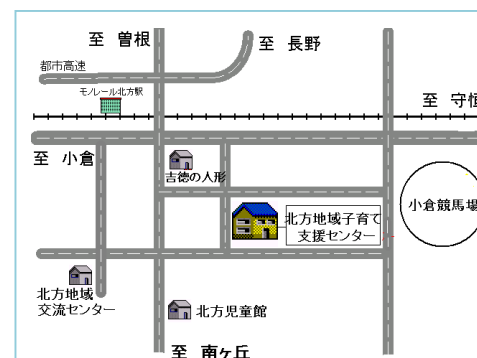 至 曽根
至 長野
都市高速
モノレール北方駅
至 守恒
至 小倉
吉徳の人形
小倉競馬場
北方地域子育て
支援センター
北方地域
交流センター
北方児童館
至 南ヶ丘